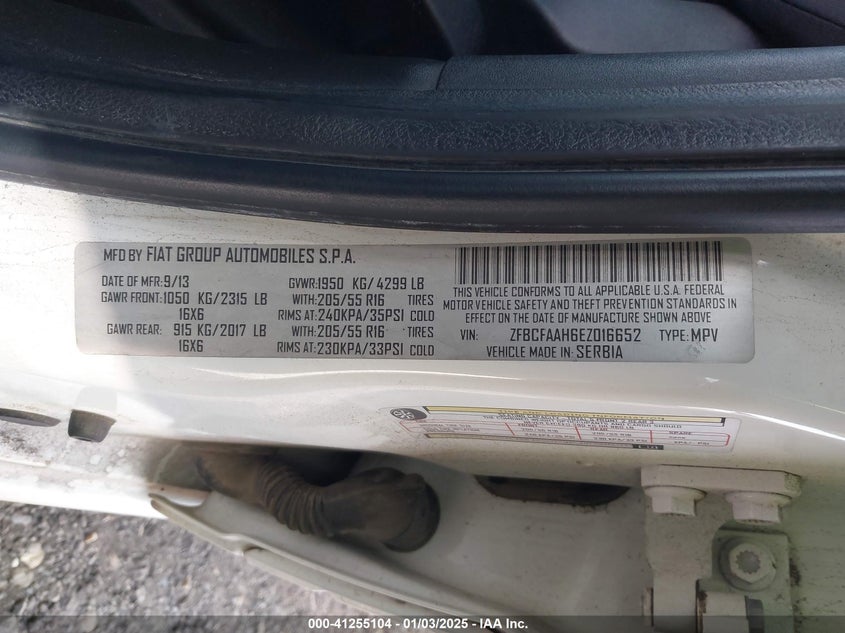 MFD BY FIAT GROUP AUTOMOBILES S.P.A.
DATE OF MFR: 9/13 GVWR: 1950 KG/ 4299 LB
GAWR FRONT: 1050 KG/2315 LB WITH: 205/55 R16 TIRES
16X6 RIMS AT: 240KPA/35PSI COLD
GAWR REAR: 915 KG/2017 LB WITH: 205/55 R16 TIRES
16X6 RIMS AT: 230KPA/33PSI COLD
THIS VEHICLE CONFORMS TO ALL APPLICABLE U.S.A. FEDERAL
MOTOR VEHICLE SAFETY AND THEFT PREVENTION STANDARDS IN
EFFECT ON THE DATE OF MANUFACTURE SHOWN ABOVE
VIN: ZFBCFAAH6EZ016652 TYPE: MPV
VEHICLE MADE IN: SERBIA
000-41255104 - 01/03/2025 - IAA Inc.